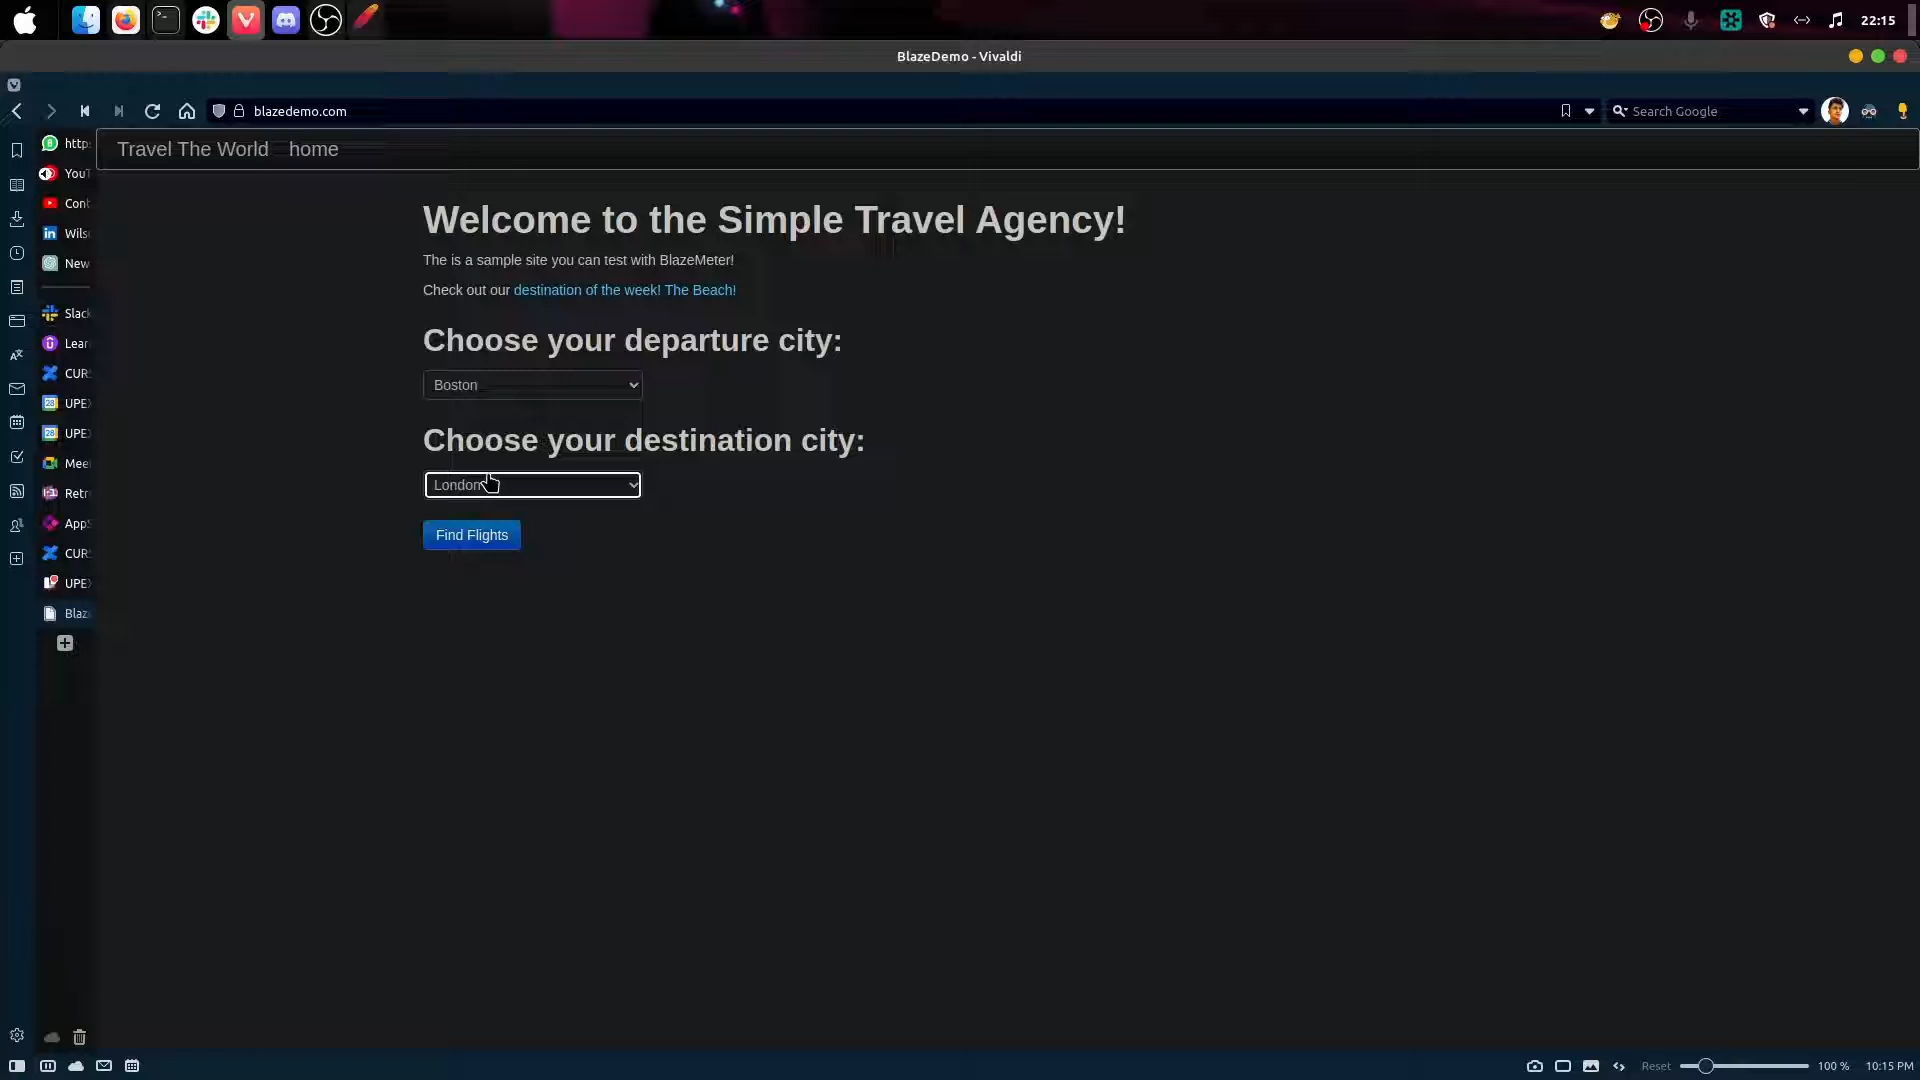 22:15
BlazeDemo - Vivaldi
blazedemo.com
Search Google
http:
YouT
Cont
Wils
New
Slack
Lear
CUR
UPEX
UPE
Meet
Retr
AppS
CUR
UPEX
Blaz
Travel The World home
Welcome to the Simple Travel Agency!
The is a sample site you can test with BlazeMeter!
Check out our destination of the week! The Beach!
Choose your departure city:
Boston
Choose your destination city:
London
Find Flights
Reset
100 %
10:15 PM